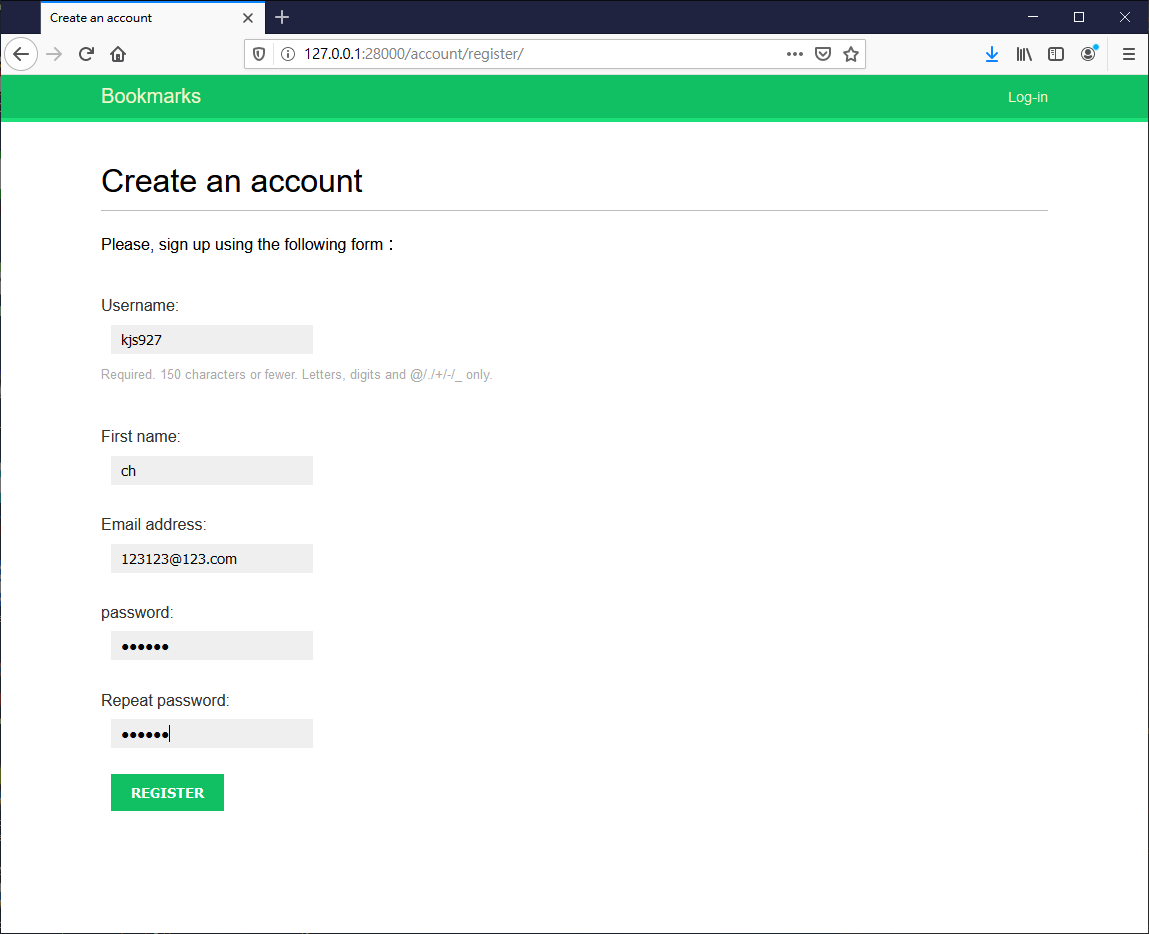 Create an account
127.0.0.1:28000/account/register/
Bookmarks
Log-in
Create an account
Please, sign up using the following form：
Username:
kjs927
Required. 150 characters or fewer. Letters, digits and @/./+/-/_ only.
First name:
ch
Email address:
123123@123.com
password:
••••••
Repeat password:
••••••
REGISTER